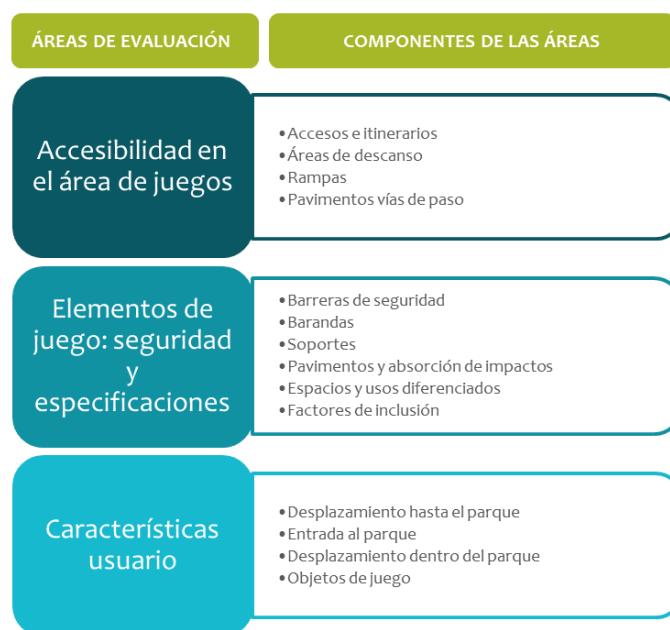 ÁREAS DE EVALUACIÓN
COMPONENTES DE LAS ÁREAS
Accesibilidad en
el área de juegos
•Accesos e itinerarios
•Áreas de descanso
•Rampas
•Pavimentos vías de paso
Elementos de
juego: seguridad
y
especificaciones
•Barreras de seguridad
•Barandas
•Soportes
•Pavimentos y absorción de impactos
•Espacios y usos diferenciados
•Factores de inclusión
Características
usuario
•Desplazamiento hasta el parque
•Entrada al parque
•Desplazamiento dentro del parque
•Objetos de juego